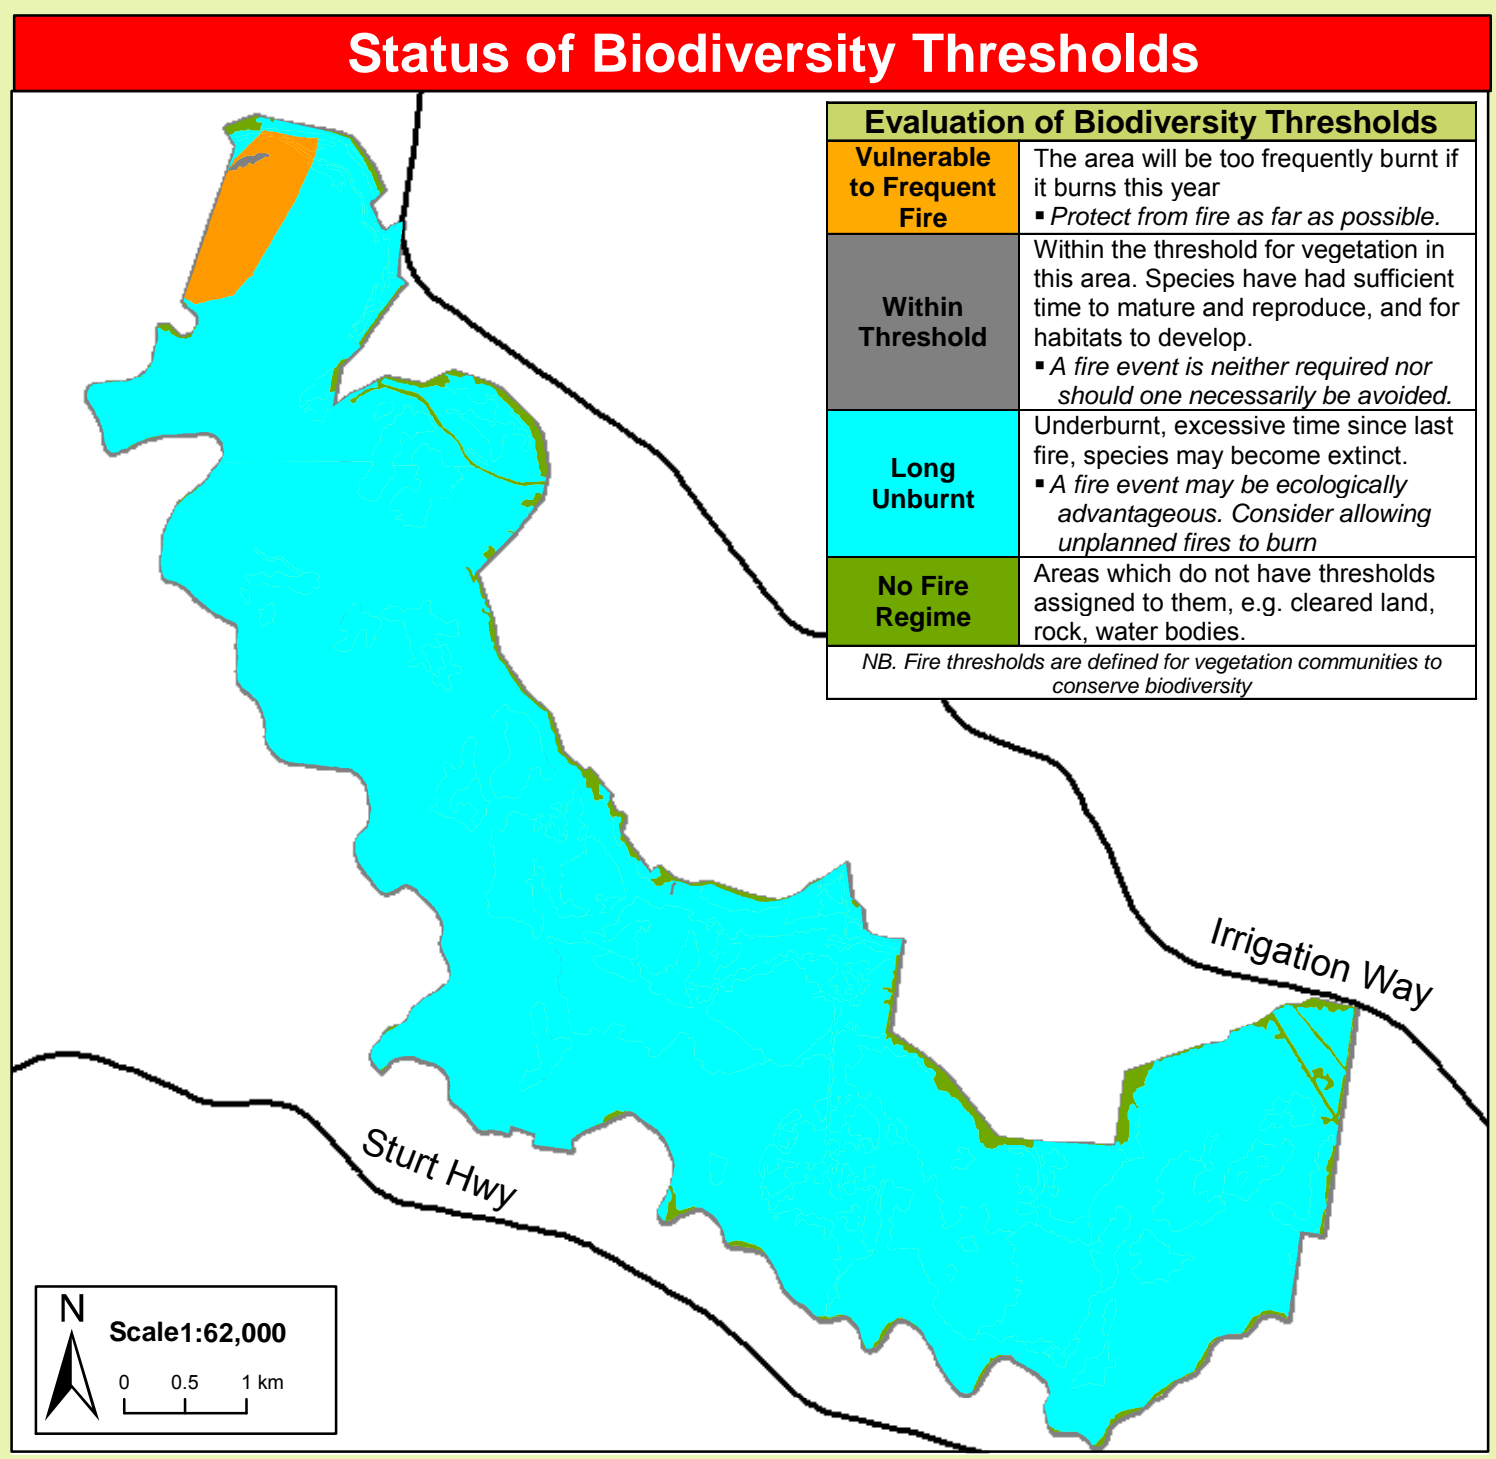 Status of Biodiversity Thresholds
Evaluation of Biodiversity Thresholds
Vulnerable
to Frequent
Fire
The area will be too frequently burnt if
it burns this year
▪ Protect from fire as far as possible.
Within
Threshold
Within the threshold for vegetation in
this area. Species have had sufficient
time to mature and reproduce, and for
habitats to develop.
▪ A fire event is neither required nor
should one necessarily be avoided.
Long
Unburnt
Underburnt, excessive time since last
fire, species may become extinct.
▪ A fire event may be ecologically
advantageous. Consider allowing
unplanned fires to burn
No Fire
Regime
Areas which do not have thresholds
assigned to them, e.g. cleared land,
rock, water bodies.
NB. Fire thresholds are defined for vegetation communities to
conserve biodiversity
Irrigation Way
Sturt Hwy
N
Scale1:62,000
0 0.5 1 km